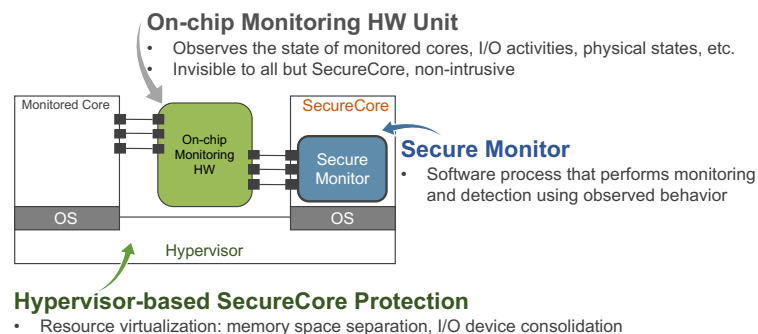 On-chip Monitoring HW Unit
• Observes the state of monitored cores, I/O activities, physical states, etc.
• Invisible to all but SecureCore, non-intrusive
Monitored Core
SecureCore
On-chip
Monitoring
HW
Secure
Monitor
Secure Monitor
• Software process that performs monitoring
and detection using observed behavior
OS
OS
Hypervisor
Hypervisor-based SecureCore Protection
• Resource virtualization: memory space separation, I/O device consolidation